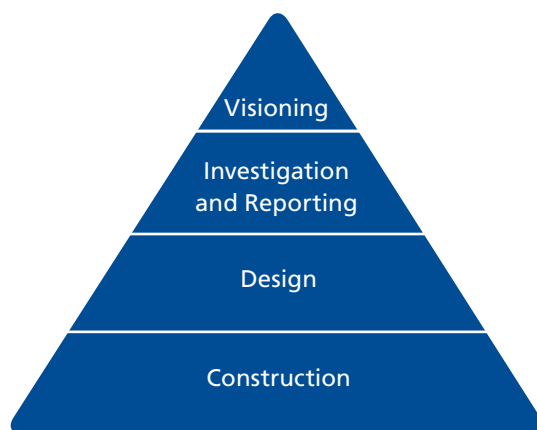 Visioning
Investigation
and Reporting
Design
Construction